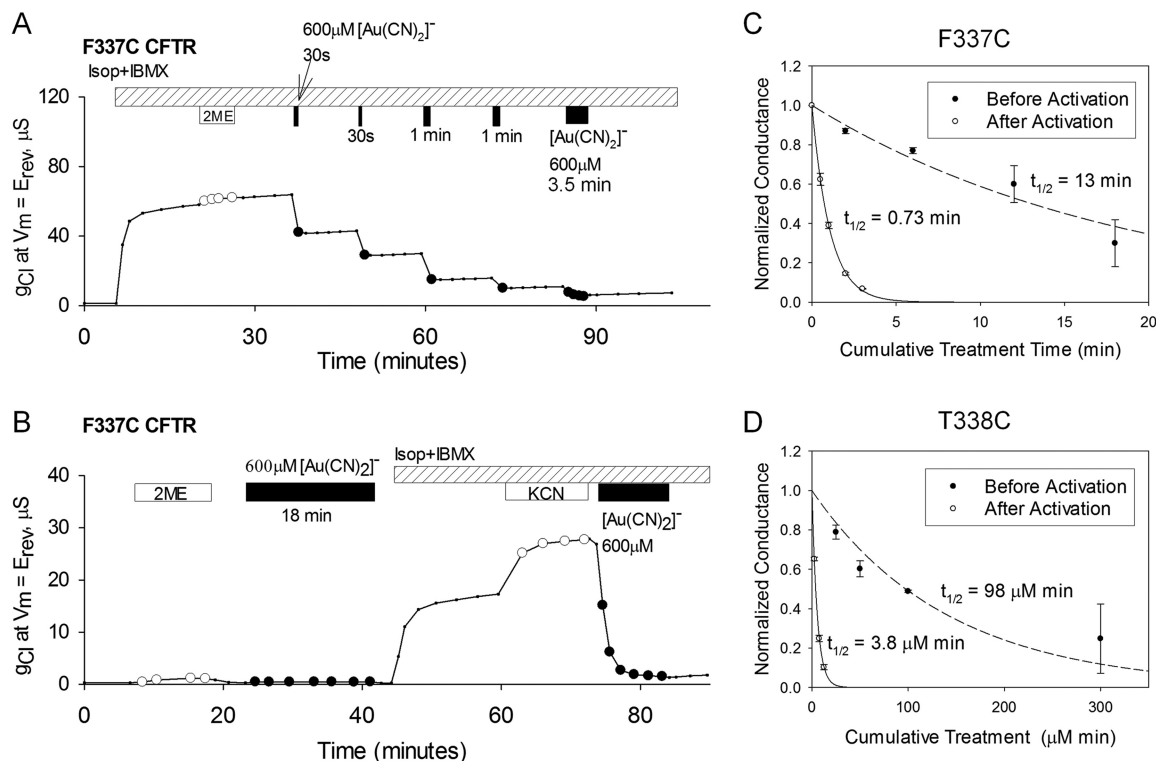 A
F337C CFTR
600μM [Au(CN)₂]⁻
30s
Isop+IBMX
2ME
30s
1 min
1 min
[Au(CN)₂]⁻
600μM
3.5 min
gCl at Vm = Erev, μS
120
80
40
0
0
30
60
90
Time (minutes)
B
F337C CFTR
Isop+IBMX
600μM [Au(CN)₂]⁻
2ME
18 min
KCN
[Au(CN)₂]⁻
600μM
gCl at Vm = Erev, μS
40
30
20
10
0
0
20
40
60
80
Time (minutes)
C
F337C
Before Activation
After Activation
t₁/₂ = 13 min
t₁/₂ = 0.73 min
Normalized Conductance
1.2
1.0
0.8
0.6
0.4
0.2
0.0
0
5
10
15
20
Cumulative Treatment Time (min)
D
T338C
Before Activation
After Activation
t₁/₂ = 98 μM min
t₁/₂ = 3.8 μM min
Normalized Conductance
1.2
1.0
0.8
0.6
0.4
0.2
0.0
0
100
200
300
Cumulative Treatment (μM min)